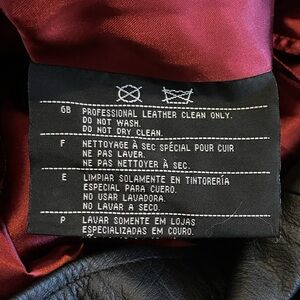 GB PROFESSIONAL LEATHER CLEAN ONLY.
DO NOT WASH.
DO NOT DRY CLEAN.
F NETTOYAGE À SEC SPÉCIAL POUR CUIR
NE PAS LAVER.
NE PAS NETTOYER À SEC.
E LIMPIAR SOLAMENTE EN TINTORERÍA
ESPECIAL PARA CUERO.
NO USAR LAVADORA.
NO LAVAR A SECO.
P LAVAR SOMENTE EM LOJAS
ESPECIALIZADAS EM COURO.